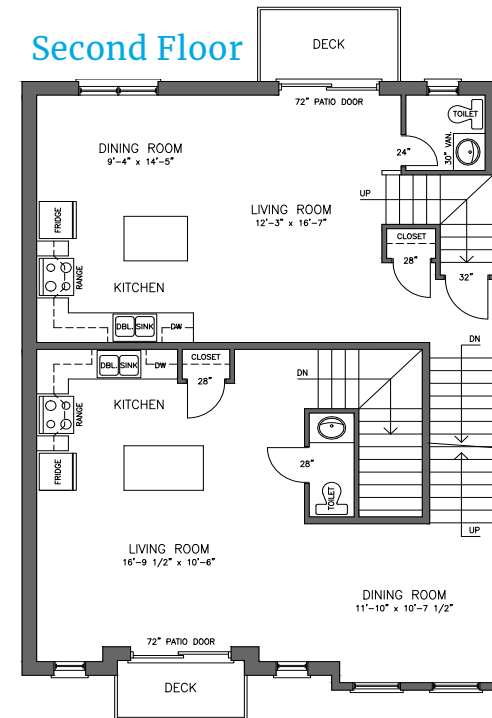 Second Floor
DECK
72" PATIO DOOR
TOILET
30" VAN.
24"
DINING ROOM
9'-4" x 14'-5"
UP
LIVING ROOM
12'-3" x 16'-7"
FRIDGE
CLOSET
28"
32"
RANGE
KITCHEN
DBL. SINK
DW
DN
DBL. SINK
DW
CLOSET
28"
DN
RANGE
KITCHEN
FRIDGE
28"
TOILET
UP
LIVING ROOM
16'-9 1/2" x 10'-6"
DINING ROOM
11'-10" x 10'-7 1/2"
72" PATIO DOOR
DECK